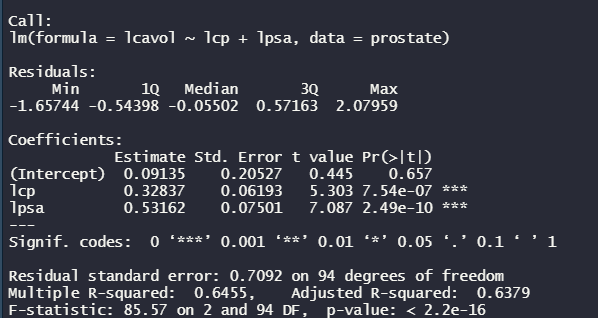 Call:
lm(formula = lcavol ~ lcp + lpsa, data = prostate)
Residuals:
Min 1Q Median 3Q Max
-1.65744 -0.54398 -0.05502 0.57163 2.07959
Coefficients:
Estimate Std. Error t value Pr(>|t|)
(Intercept) 0.09135 0.20527 0.445 0.657
lcp 0.32837 0.06193 5.303 7.54e-07 ***
lpsa 0.53162 0.07501 7.087 2.49e-10 ***
---
Signif. codes: 0 ‘***’ 0.001 ‘**’ 0.01 ‘*’ 0.05 ‘.’ 0.1 ‘ ’ 1
Residual standard error: 0.7092 on 94 degrees of freedom
Multiple R-squared: 0.6455, Adjusted R-squared: 0.6379
F-statistic: 85.57 on 2 and 94 DF, p-value: < 2.2e-16